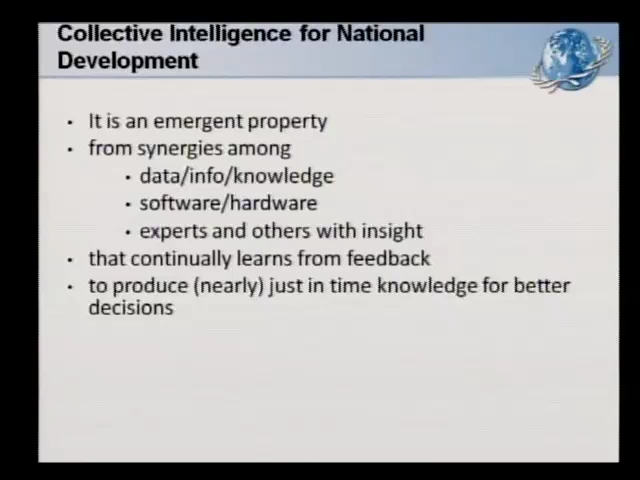 Collective Intelligence for National
Development
• It is an emergent property
• from synergies among
• data/info/knowledge
• software/hardware
• experts and others with insight
• that continually learns from feedback
• to produce (nearly) just in time knowledge for better
decisions